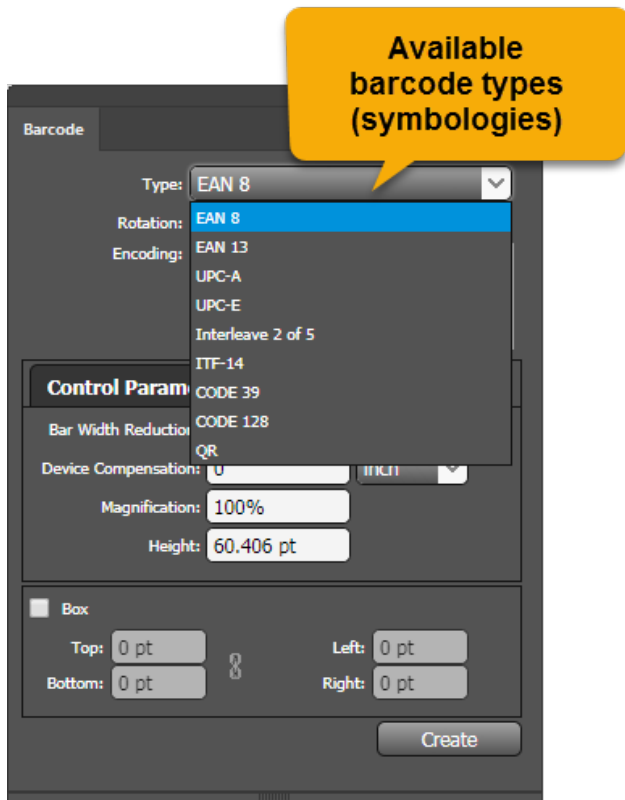 Available
barcode types
(symbologies)
Barcode
Type: EAN 8
EAN 8
Rotation:
EAN 13
Encoding:
UPC-A
UPC-E
Interleave 2 of 5
ITF-14
CODE 39
CODE 128
QR
Control Param
Bar Width Reduction
Device Compensation: 0 inch
Magnification: 100%
Height: 60.406 pt
Box
Top: 0 pt Left: 0 pt
Bottom: 0 pt Right: 0 pt
Create